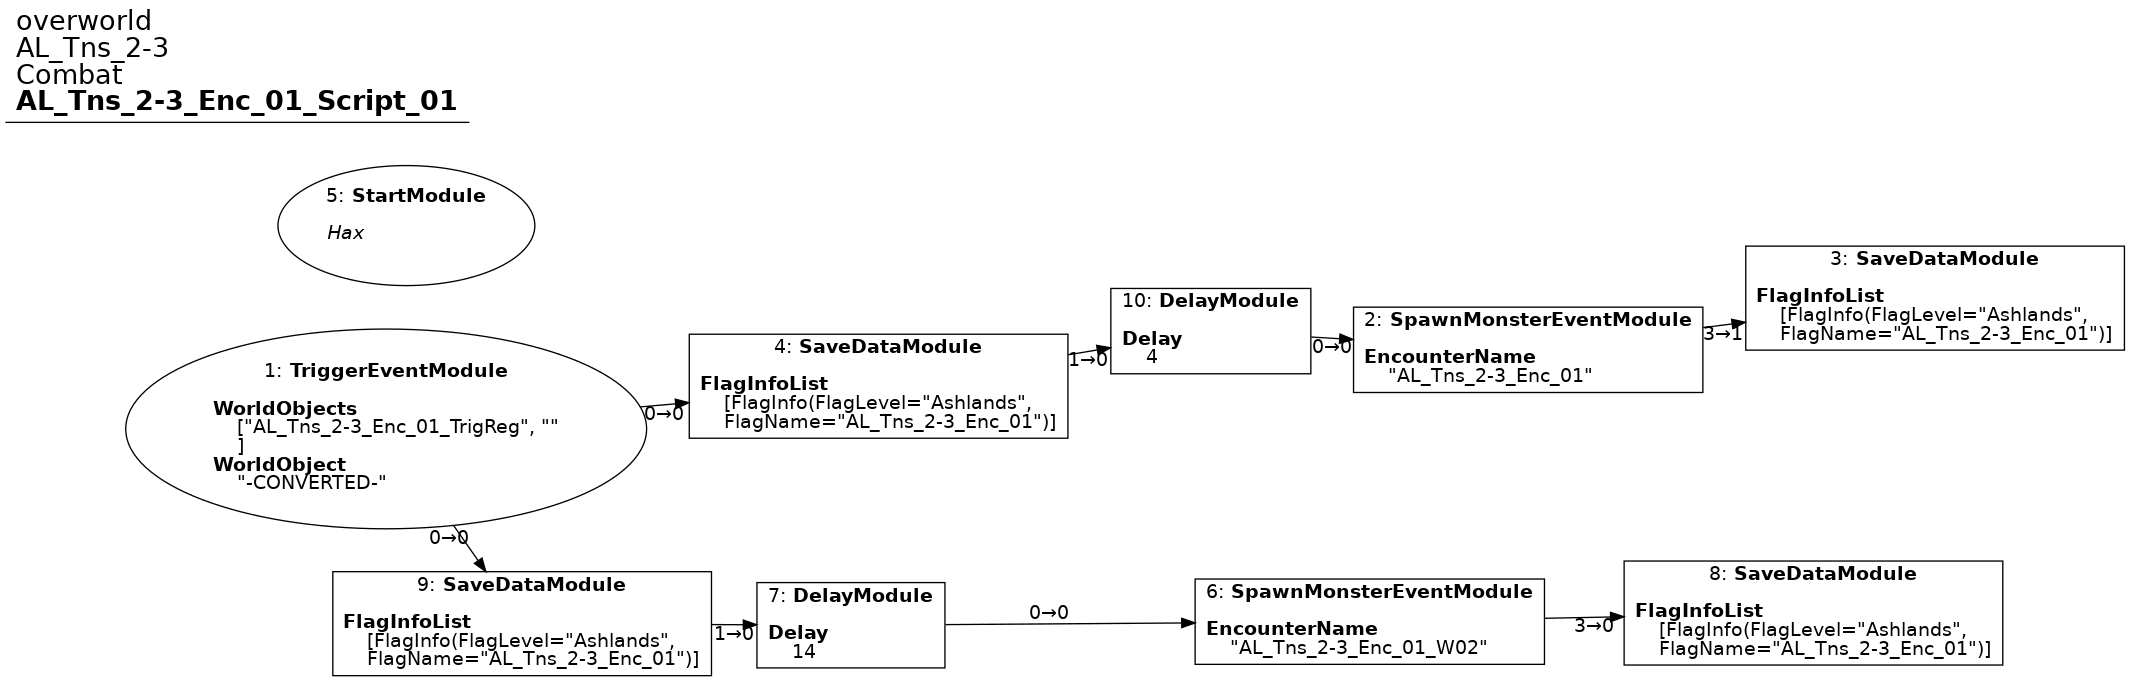 overworld
AL_Tns_2-3
Combat
AL_Tns_2-3_Enc_01_Script_01
5: StartModule
Hax
1: TriggerEventModule
WorldObjects
["AL_Tns_2-3_Enc_01_TrigReg", ""
]
WorldObject
"-CONVERTED-"
0→0
4: SaveDataModule
FlagInfoList
[FlagInfo(FlagLevel="Ashlands",
FlagName="AL_Tns_2-3_Enc_01")]
1→0
10: DelayModule
Delay
4
0→0
2: SpawnMonsterEventModule
EncounterName
"AL_Tns_2-3_Enc_01"
3→1
3: SaveDataModule
FlagInfoList
[FlagInfo(FlagLevel="Ashlands",
FlagName="AL_Tns_2-3_Enc_01")]
0→0
9: SaveDataModule
FlagInfoList
[FlagInfo(FlagLevel="Ashlands",
FlagName="AL_Tns_2-3_Enc_01")]
1→0
7: DelayModule
Delay
14
0→0
6: SpawnMonsterEventModule
EncounterName
"AL_Tns_2-3_Enc_01_W02"
3→0
8: SaveDataModule
FlagInfoList
[FlagInfo(FlagLevel="Ashlands",
FlagName="AL_Tns_2-3_Enc_01")]